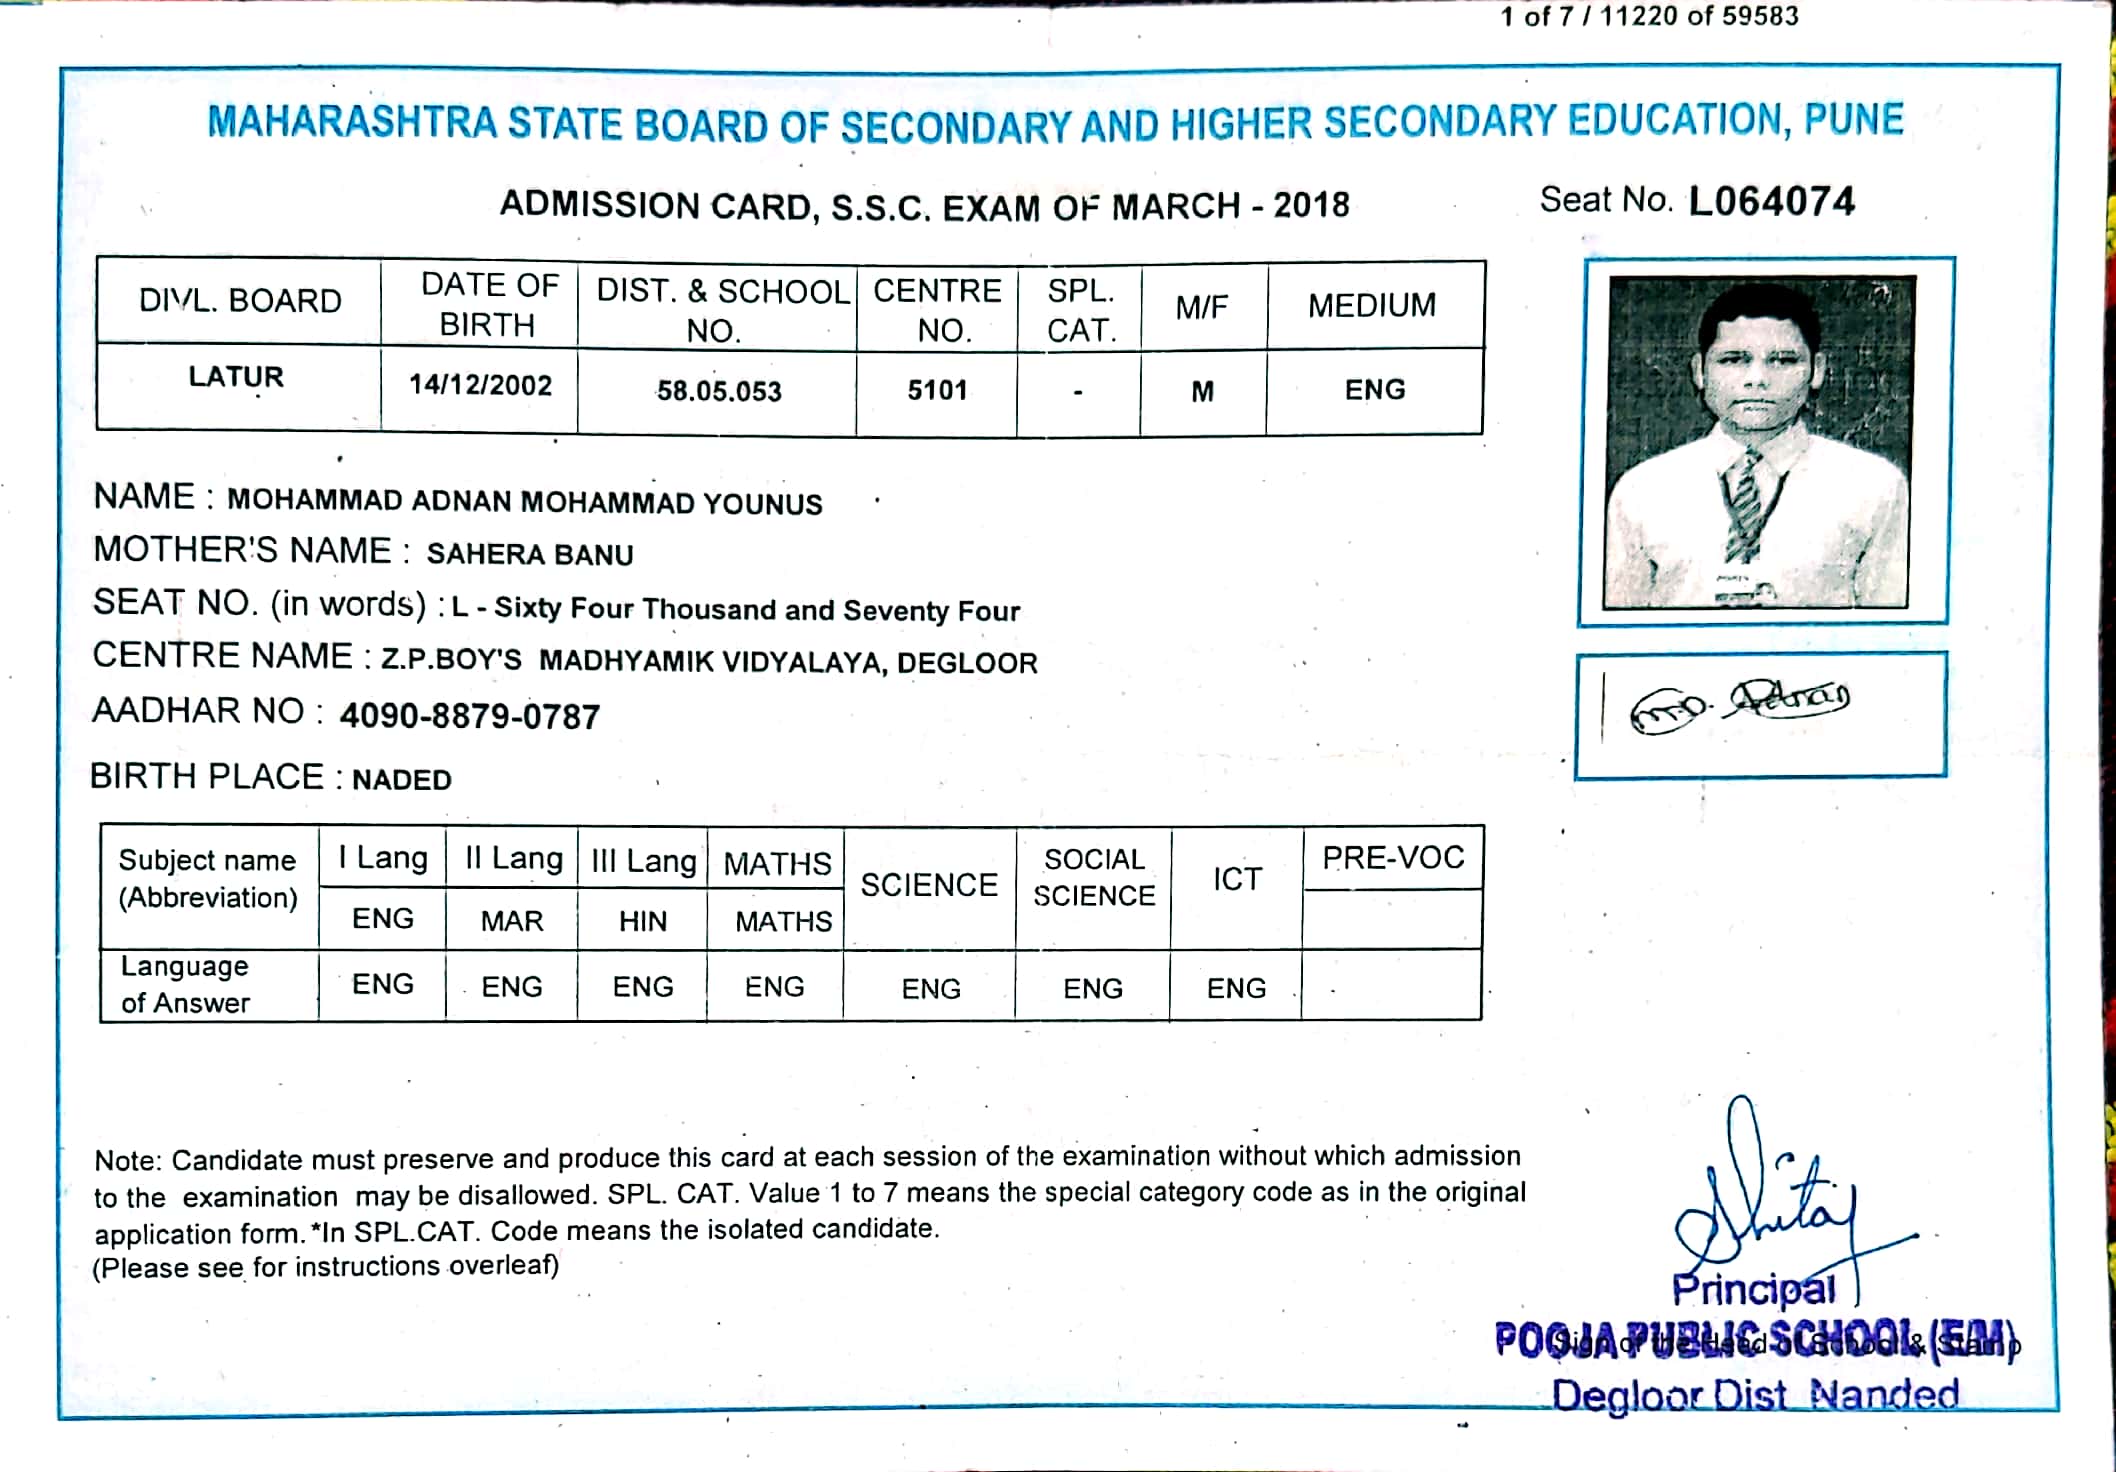 1 of 7 / 11220 of 59583
MAHARASHTRA STATE BOARD OF SECONDARY AND HIGHER SECONDARY EDUCATION, PUNE
ADMISSION CARD, S.S.C. EXAM OF MARCH - 2018
Seat No. L064074
DIVL. BOARD DATE OF BIRTH DIST. & SCHOOL NO. CENTRE NO. SPL. CAT. M/F MEDIUM
LATUR 14/12/2002 58.05.053 5101 - M ENG
NAME : MOHAMMAD ADNAN MOHAMMAD YOUNUS
MOTHER'S NAME : SAHERA BANU
SEAT NO. (in words) : L - Sixty Four Thousand and Seventy Four
CENTRE NAME : Z.P.BOY'S MADHYAMIK VIDYALAYA, DEGLOOR
AADHAR NO : 4090-8879-0787
BIRTH PLACE : NADED
M.D. Adnan
Subject name (Abbreviation) I Lang II Lang III Lang MATHS SCIENCE SOCIAL SCIENCE ICT PRE-VOC
ENG MAR HIN MATHS
Language of Answer ENG ENG ENG ENG ENG ENG ENG -
Note: Candidate must preserve and produce this card at each session of the examination without which admission
to the examination may be disallowed. SPL. CAT. Value 1 to 7 means the special category code as in the original
application form. *In SPL.CAT. Code means the isolated candidate.
(Please see for instructions overleaf)
Principal
Sign of the Head of School & Stamp
POOJA PUBLIC SCHOOL (EM)
Degloor Dist Nanded